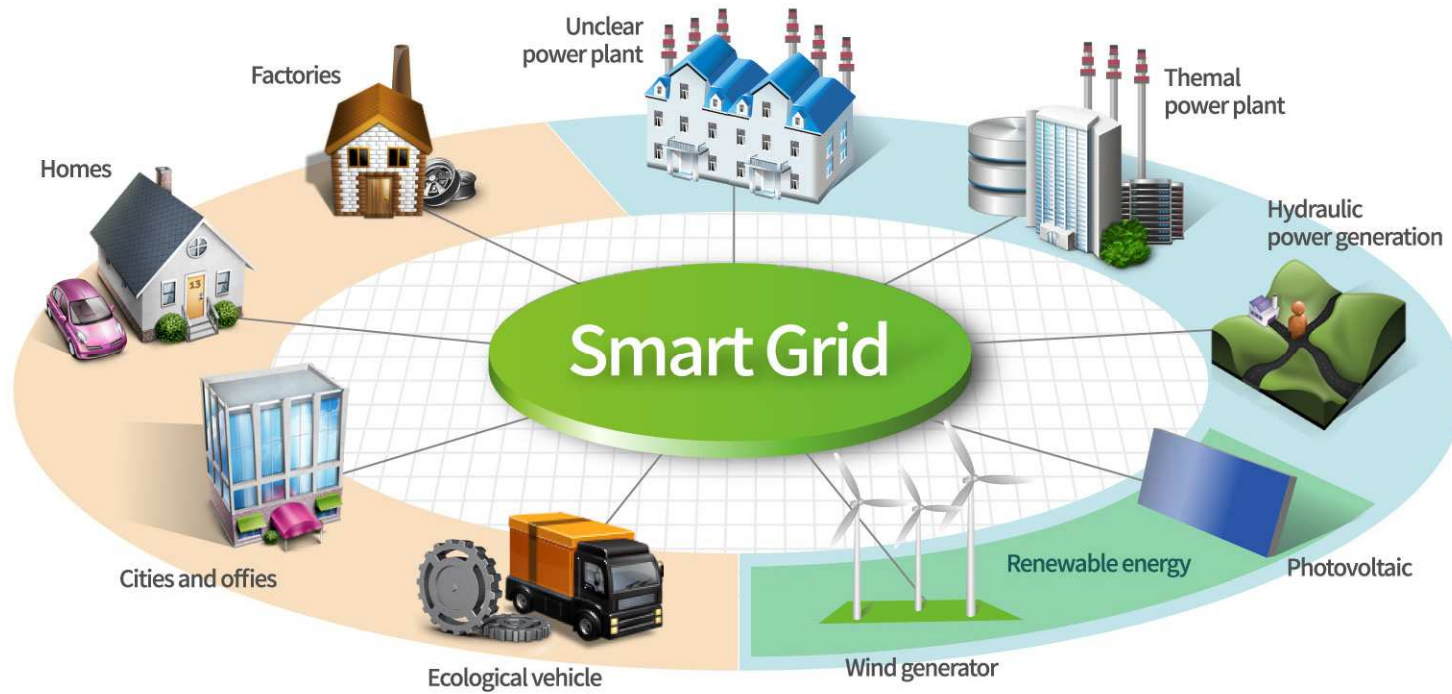 Unclear
power plant
Factories
Themal
power plant
Homes
Hydraulic
power generation
13
Smart Grid
Renewable energy
Photovoltaic
Cities and offies
Wind generator
Ecological vehicle